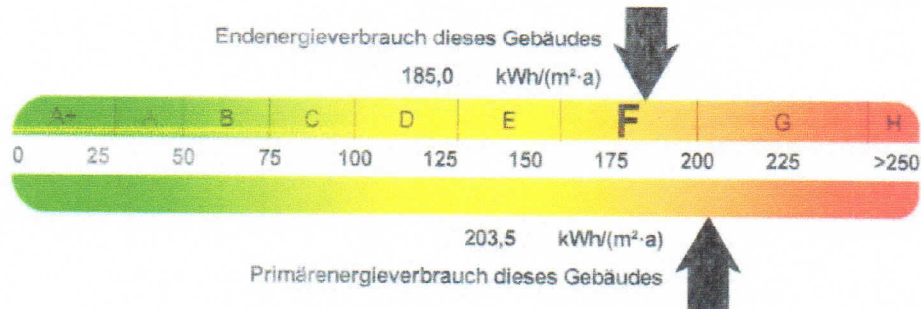 Endenergieverbrauch dieses Gebäudes
185,0 kWh/(m²·a)
A+ A B C D E F G H
0 25 50 75 100 125 150 175 200 225 >250
203,5 kWh/(m²·a)
Primärenergieverbrauch dieses Gebäudes